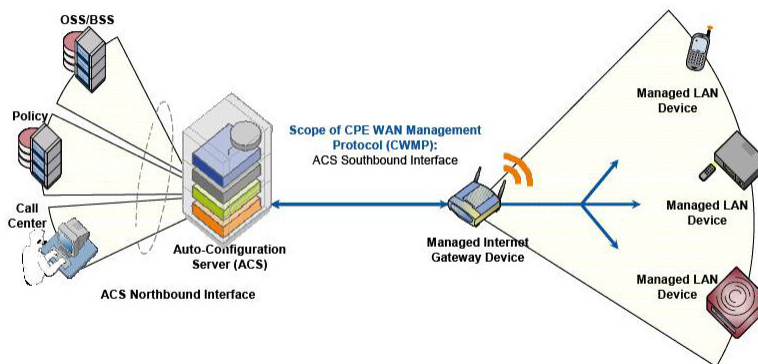 OSS/BSS
Policy
Call
Center
ACS Northbound Interface
Auto-Configuration
Server (ACS)
Scope of CPE WAN Management
Protocol (CWMP):
ACS Southbound Interface
Managed Internet
Gateway Device
Managed LAN
Device
Managed LAN
Device
Managed LAN
Device